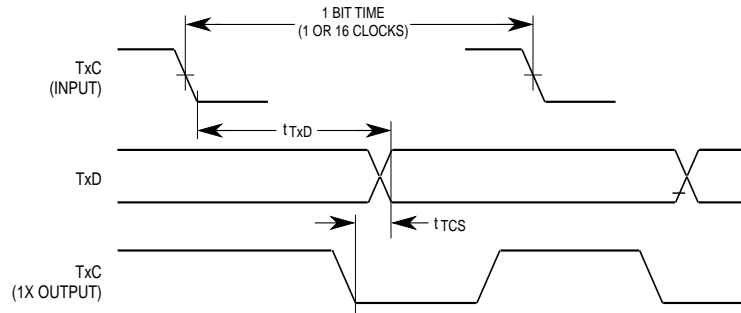 1 BIT TIME
(1 OR 16 CLOCKS)
TxC
(INPUT)
tTxD
TxD
tTCS
TxC
(1X OUTPUT)